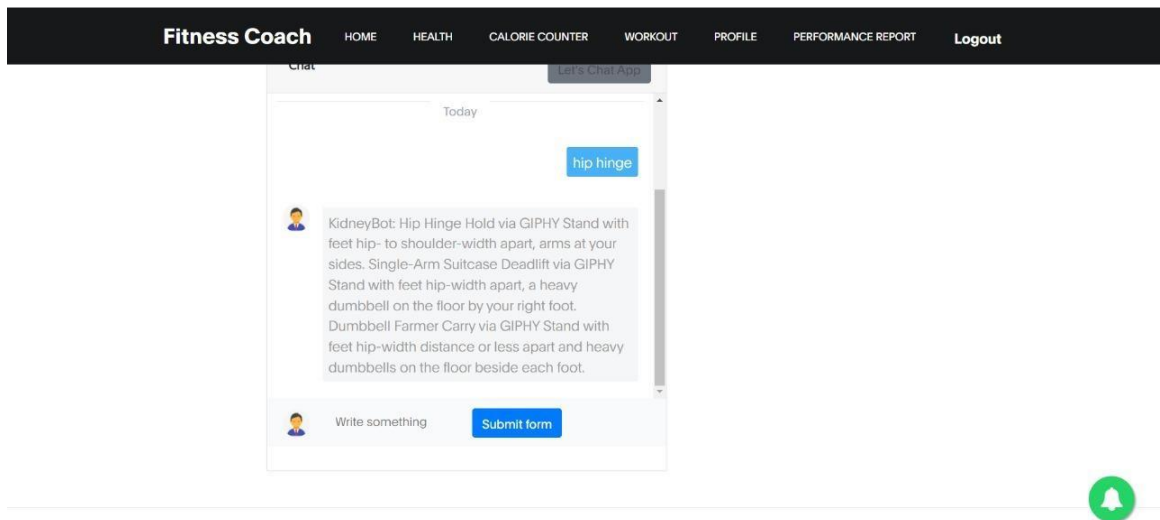 Fitness Coach HOME HEALTH CALORIE COUNTER WORKOUT PROFILE PERFORMANCE REPORT Logout
Chat Let's Chat App
Today
hip hinge
KidneyBot: Hip Hinge Hold via GIPHY Stand with
feet hip- to shoulder-width apart, arms at your
sides. Single-Arm Suitcase Deadlift via GIPHY
Stand with feet hip-width apart, a heavy
dumbbell on the floor by your right foot.
Dumbbell Farmer Carry via GIPHY Stand with
feet hip-width distance or less apart and heavy
dumbbells on the floor beside each foot.
Write something Submit form